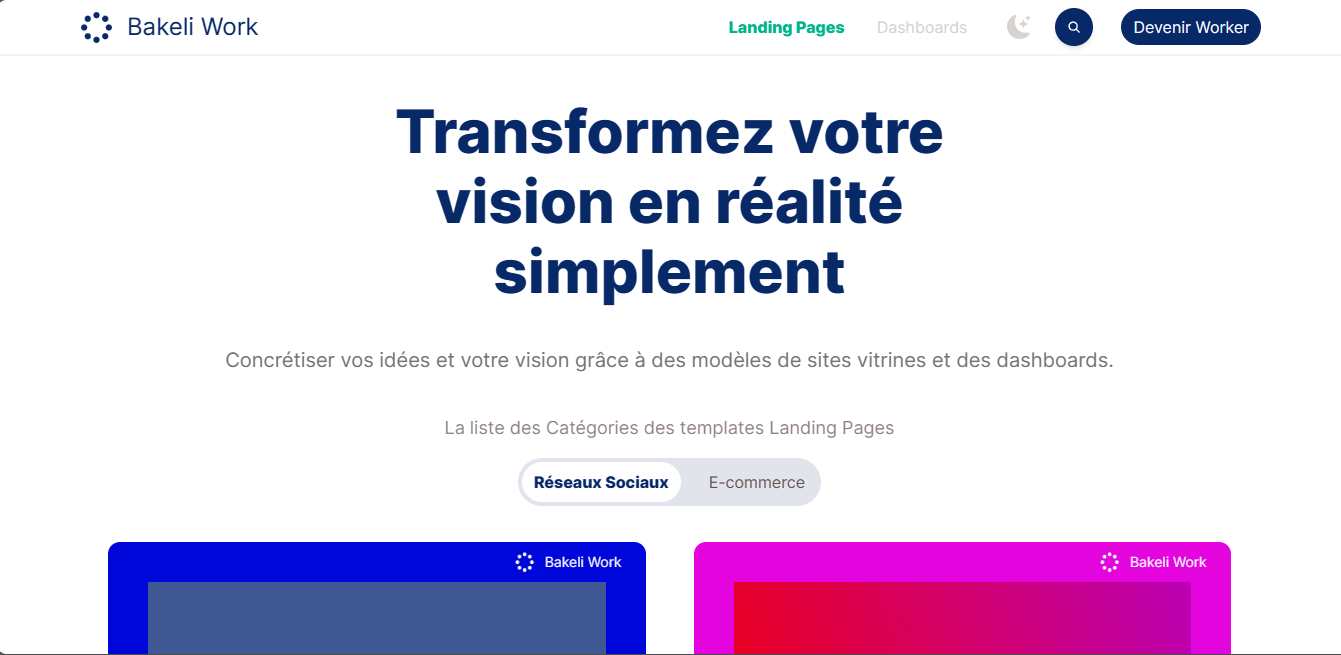 Bakeli Work
Landing Pages
Dashboards
Devenir Worker
Transformez votre
vision en réalité
simplement
Concrétiser vos idées et votre vision grâce à des modèles de sites vitrines et des dashboards.
La liste des Catégories des templates Landing Pages
Réseaux Sociaux
E-commerce
Bakeli Work
Bakeli Work